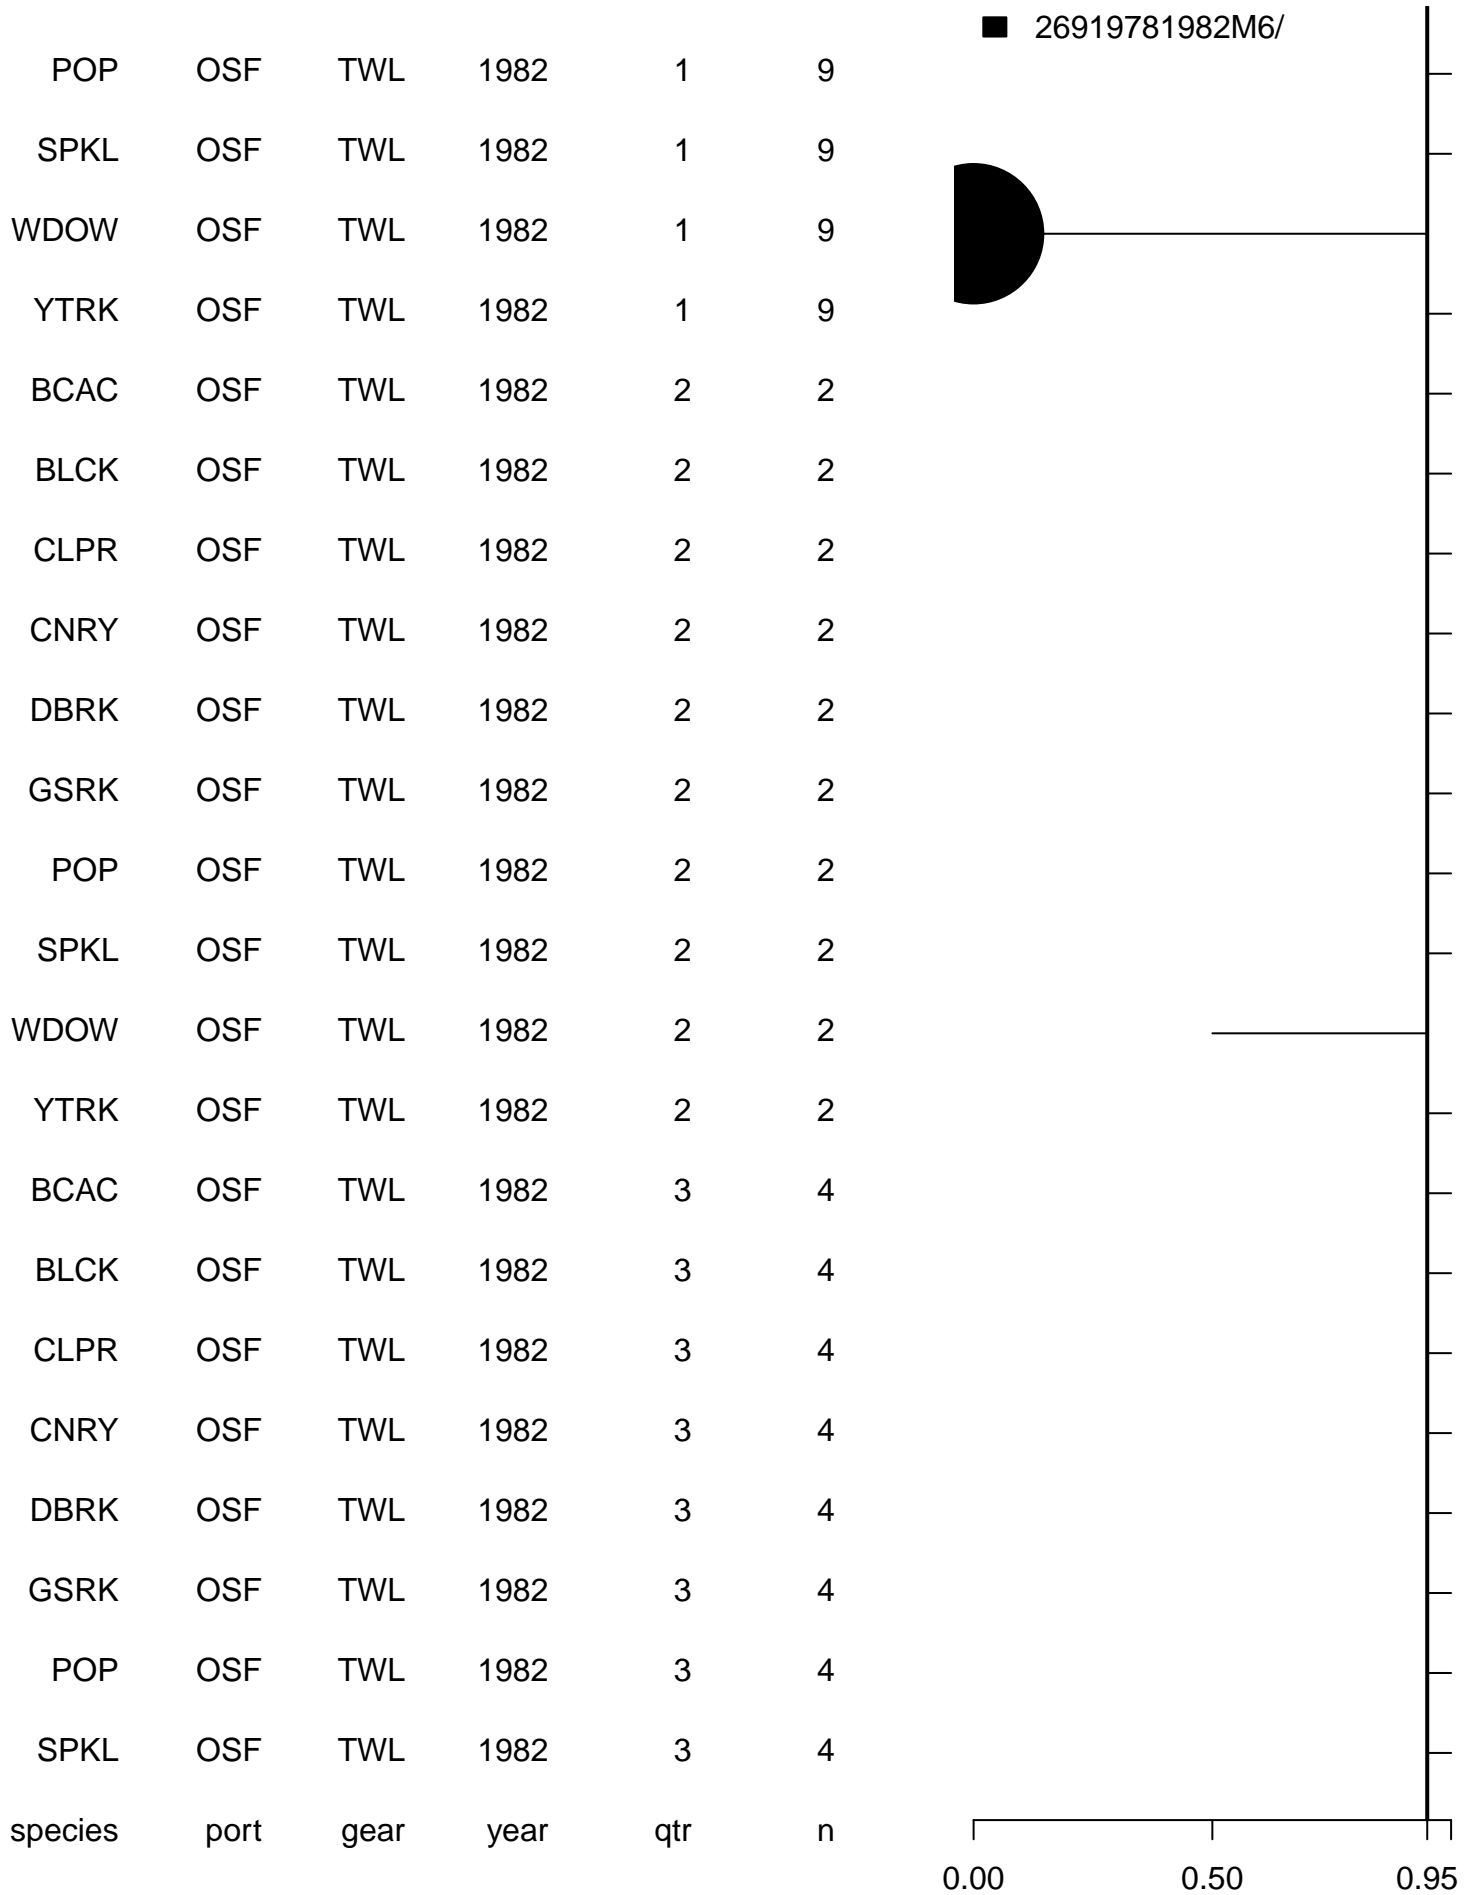 26919781982M6/
POP OSF TWL 1982 1 9
SPKL OSF TWL 1982 1 9
WDOW OSF TWL 1982 1 9
YTRK OSF TWL 1982 1 9
BCAC OSF TWL 1982 2 2
BLCK OSF TWL 1982 2 2
CLPR OSF TWL 1982 2 2
CNRY OSF TWL 1982 2 2
DBRK OSF TWL 1982 2 2
GSRK OSF TWL 1982 2 2
POP OSF TWL 1982 2 2
SPKL OSF TWL 1982 2 2
WDOW OSF TWL 1982 2 2
YTRK OSF TWL 1982 2 2
BCAC OSF TWL 1982 3 4
BLCK OSF TWL 1982 3 4
CLPR OSF TWL 1982 3 4
CNRY OSF TWL 1982 3 4
DBRK OSF TWL 1982 3 4
GSRK OSF TWL 1982 3 4
POP OSF TWL 1982 3 4
SPKL OSF TWL 1982 3 4
species port gear year qtr n
0.00 0.50 0.95